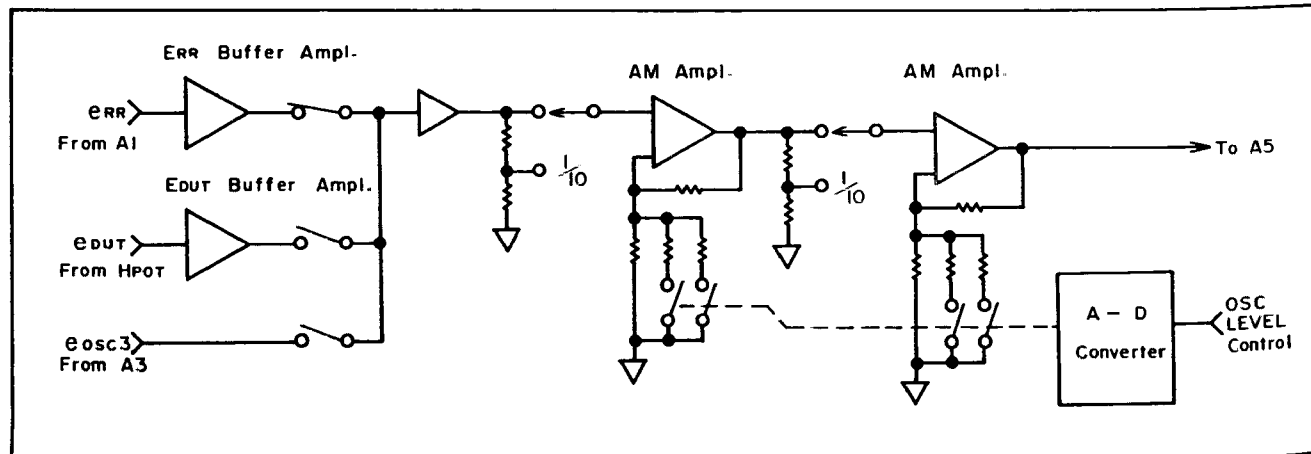 ERR Buffer Ampl.
eRR
From A1
EDUT Buffer Ampl.
eDUT
From HPOT
eosc3
From A3
1/10
AM Ampl.
1/10
AM Ampl.
To A5
A - D
Converter
OSC
LEVEL
Control